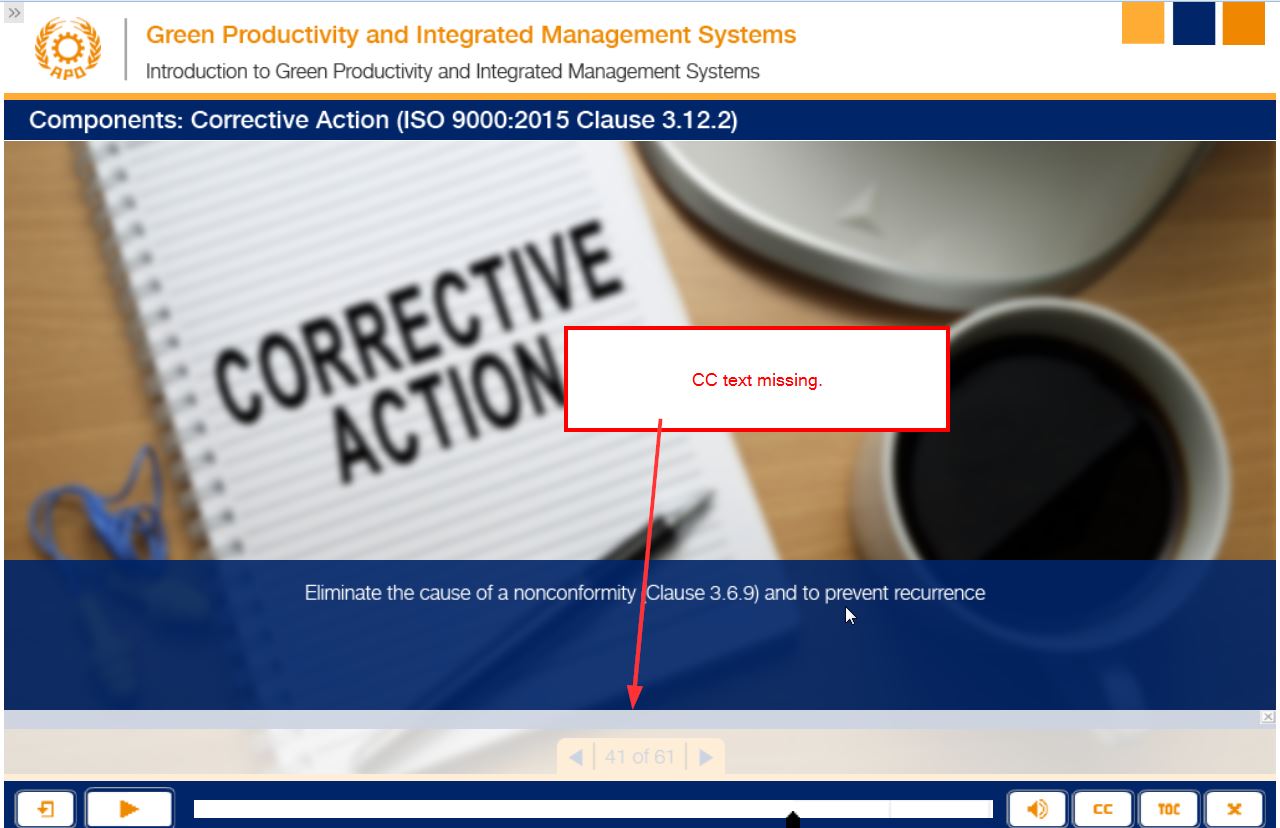 APO
Green Productivity and Integrated Management Systems
Introduction to Green Productivity and Integrated Management Systems
Components: Corrective Action (ISO 9000:2015 Clause 3.12.2)
CORRECTIVE
ACTION
CC text missing.
Eliminate the cause of a nonconformity (Clause 3.6.9) and to prevent recurrence
41 of 61
CC
TOC